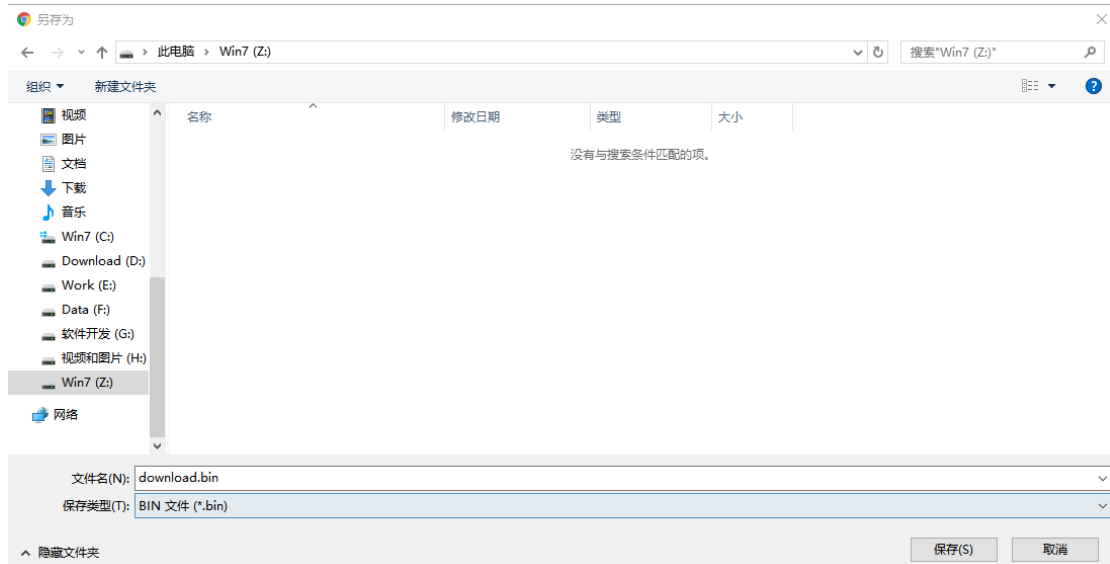 另存为
此电脑 › Win7 (Z:)
搜索"Win7 (Z:)"
组织
新建文件夹
名称 修改日期 类型 大小
没有与搜索条件匹配的项。
视频
图片
文档
下载
音乐
Win7 (C:)
Download (D:)
Work (E:)
Data (F:)
软件开发 (G:)
视频和图片 (H:)
Win7 (Z:)
网络
文件名(N): download.bin
保存类型(T): BIN 文件 (*.bin)
隐藏文件夹
保存(S) 取消